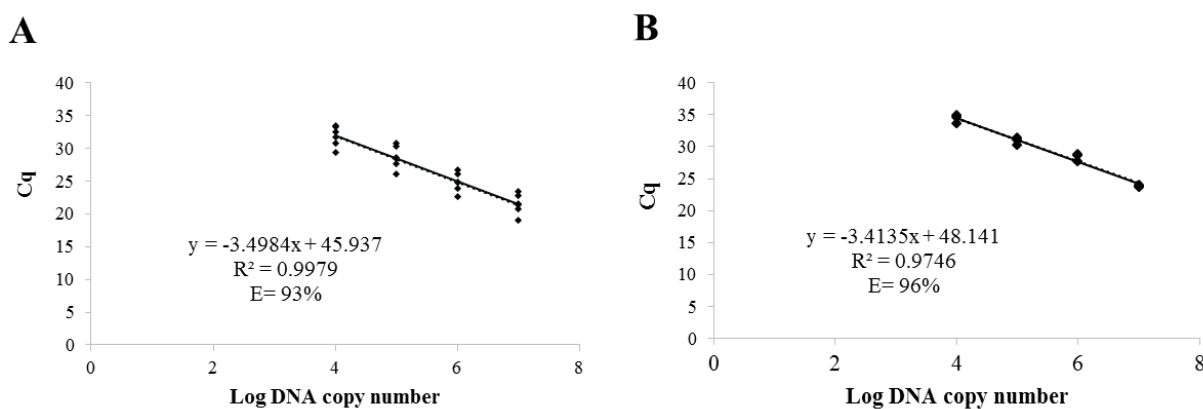 A
40
35
30
25
20
15
10
5
0
Cq
y = -3.4984x + 45.937
R² = 0.9979
E= 93%
0 2 4 6 8
Log DNA copy number
B
40
35
30
25
20
15
10
5
0
Cq
y = -3.4135x + 48.141
R² = 0.9746
E= 96%
0 2 4 6 8
Log DNA copy number